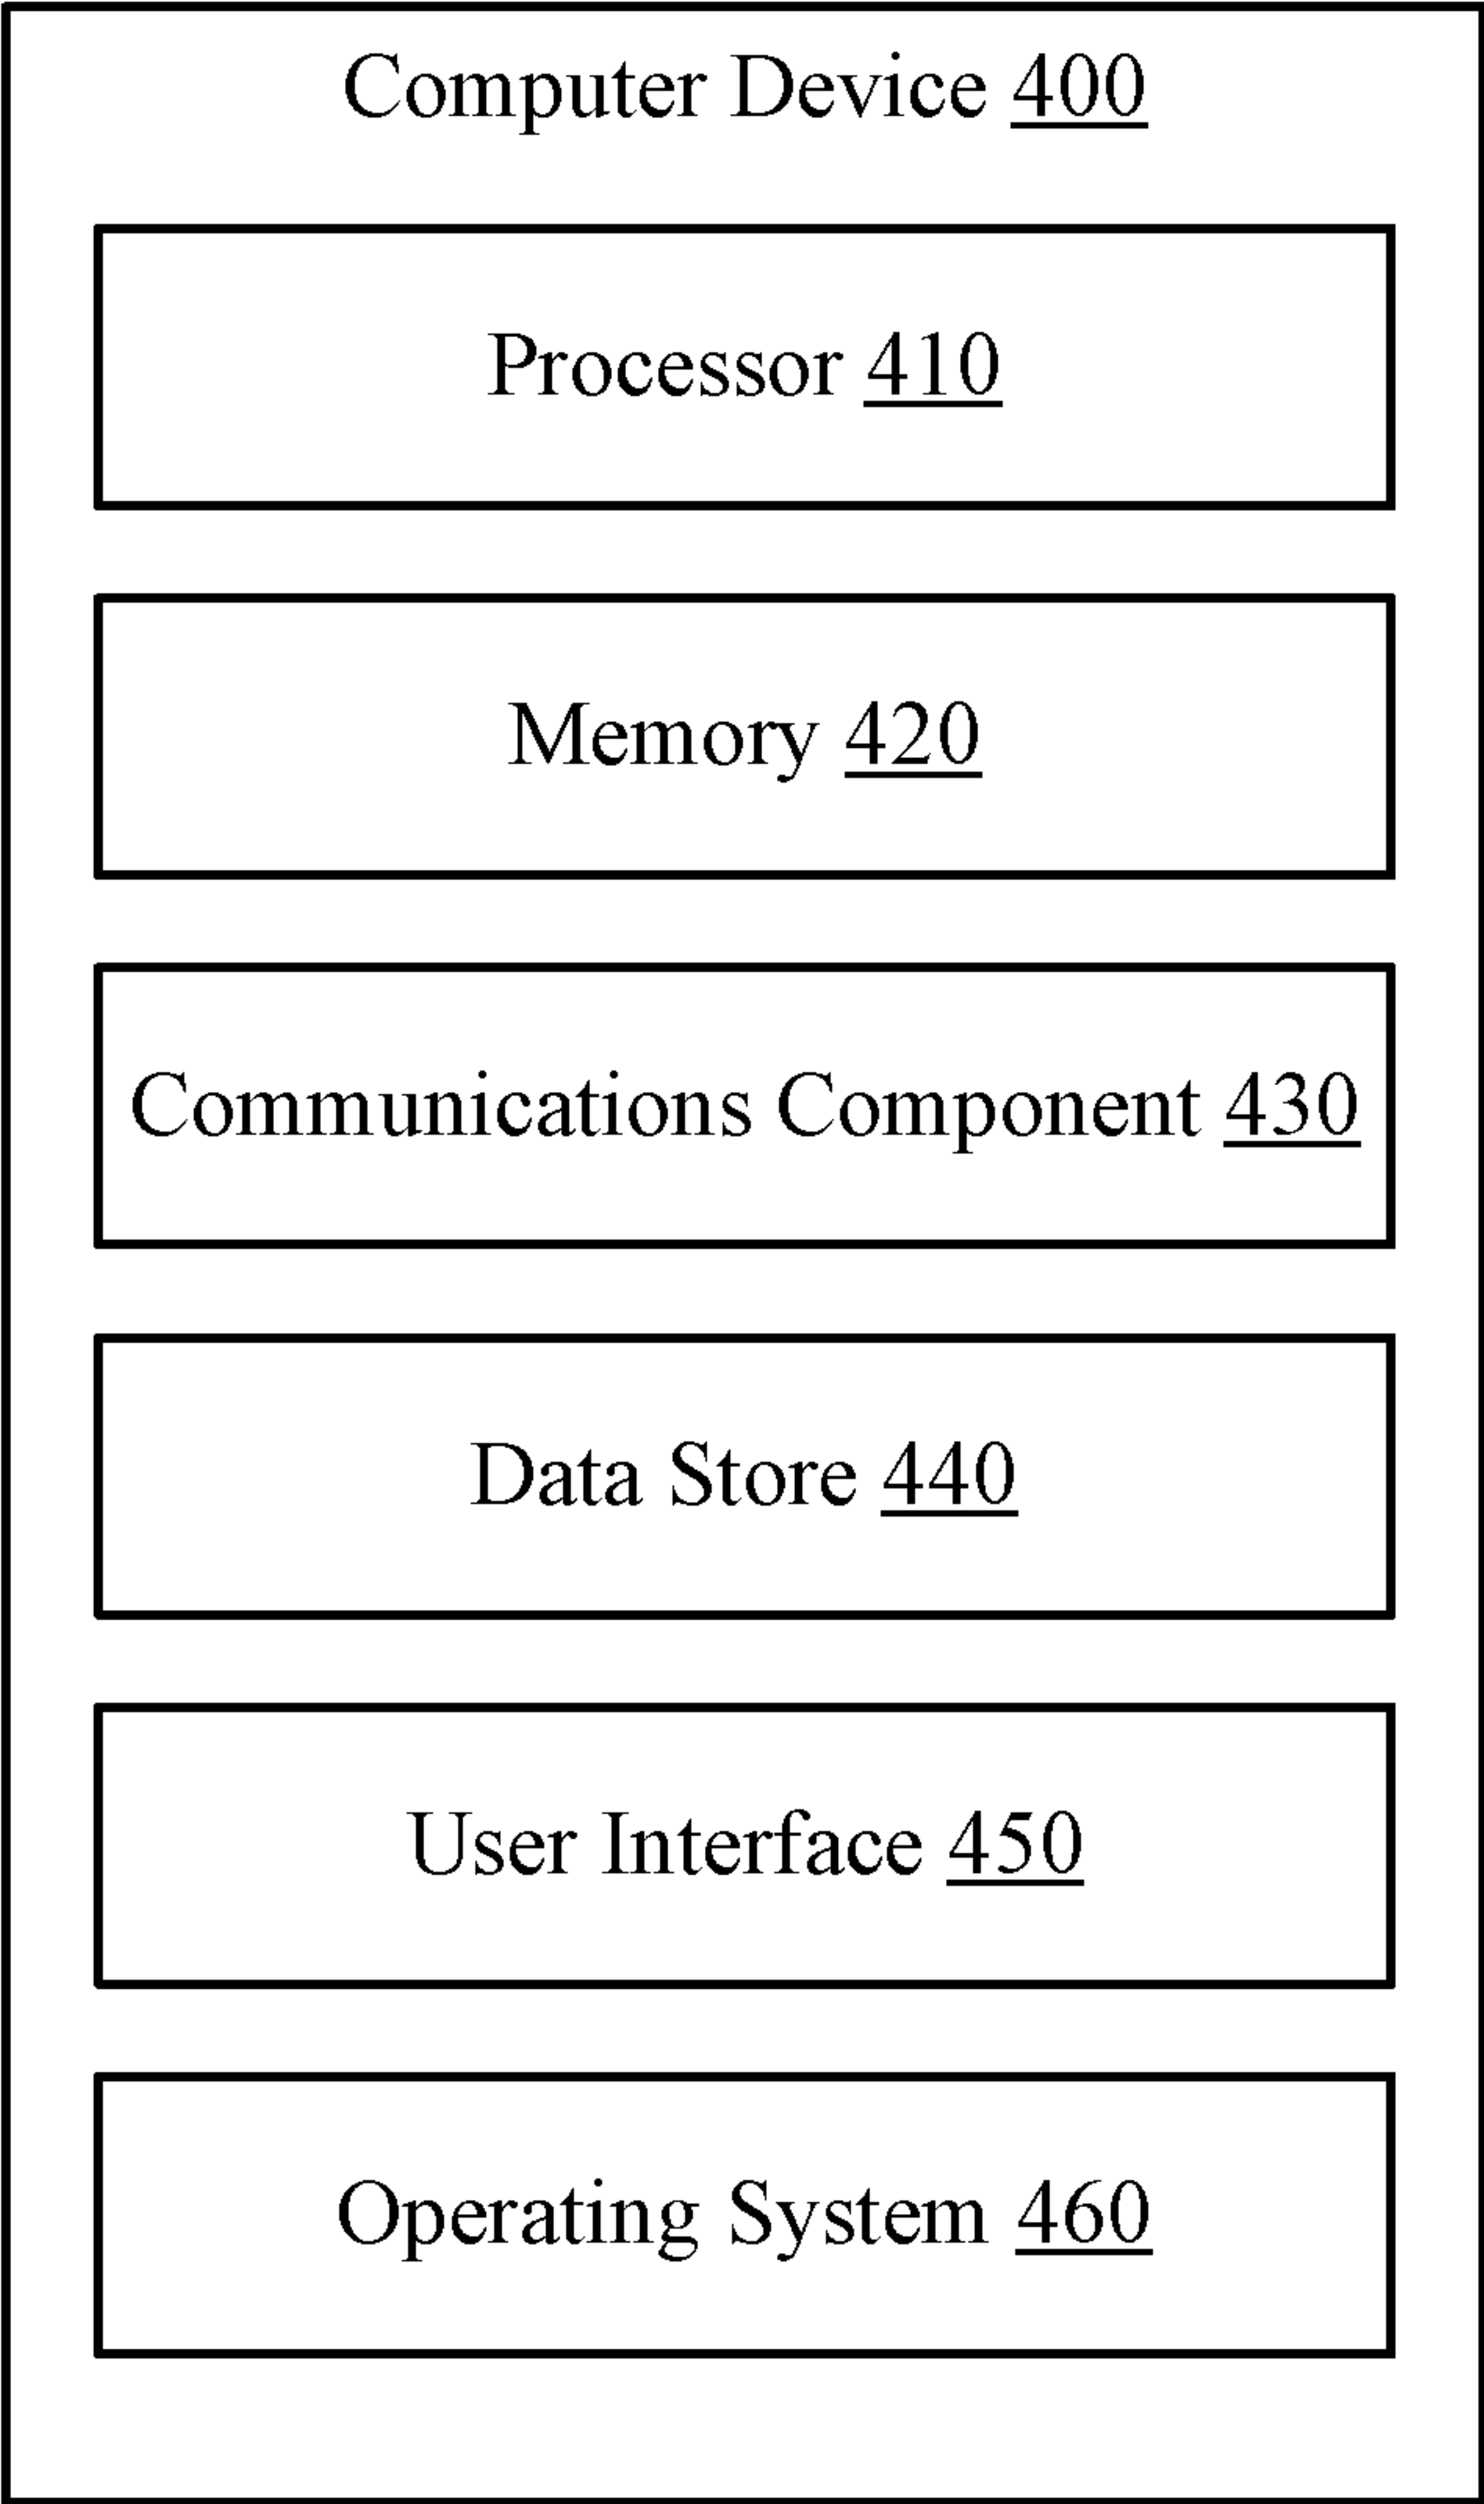 Computer Device 400
Processor 410
Memory 420
Communications Component 430
Data Store 440
User Interface 450
Operating System 460